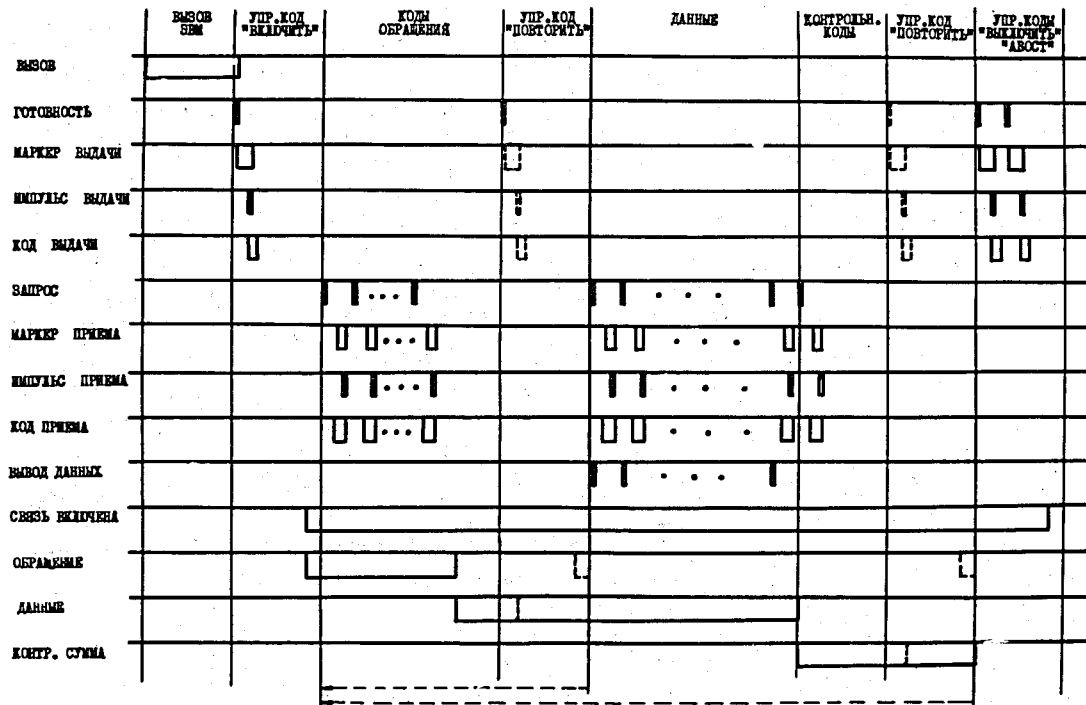 ВЫЗОВ
ЭВМ
УПР.КОД
"ВКЛЮЧИТЬ"
КОДЫ
ОБРАЩЕНИЯ
УПР.КОД
"ПОВТОРИТЬ"
ДАННЫЕ
КОНТРОЛЬН.
КОДЫ
УПР.КОД
"ПОВТОРИТЬ"
УПР.КОДЫ
"ВЫКЛЮЧИТЬ"
"АВОСТ"
ВЫЗОВ
ГОТОВНОСТЬ
МАРКЕР ВЫДАЧИ
ИМПУЛЬС ВЫДАЧИ
КОД ВЫДАЧИ
ЗАПРОС
МАРКЕР ПРИЕМА
ИМПУЛЬС ПРИЕМА
КОД ПРИЕМА
ВЫВОД ДАННЫХ
СВЯЗЬ ВКЛЮЧЕНА
ОБРАЩЕНИЕ
ДАННЫЕ
КОНТР. СУММА